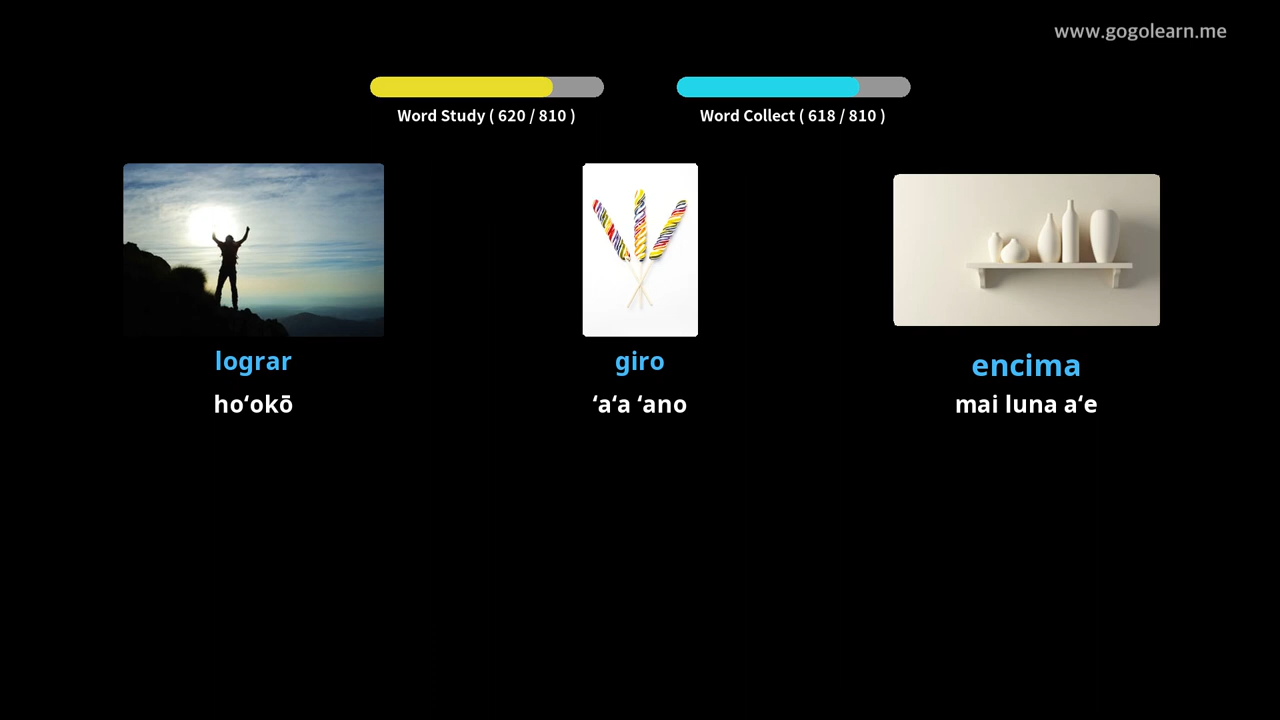 www.gogolearn.me
Word Study ( 620 / 810 )
Word Collect ( 618 / 810 )
lograr
hoʻokō
giro
ʻaʻa ʻano
encima
mai luna aʻe